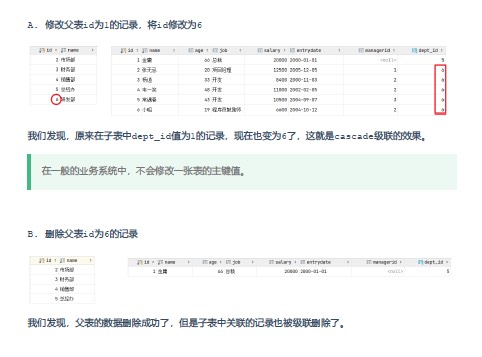 A. 修改父表id为1的记录，将id修改为6
id name
2 市场部
3 财务部
4 销售部
5 总经办
6 研发部
id name age job salary entrydate managerid dept_id
1 金庸 66 总裁 20000 2000-01-01 <null> 5
2 张无忌 20 项目经理 12500 2005-12-05 1 6
3 杨逍 33 开发 8400 2000-11-03 2 6
4 韦一笑 48 开发 11000 2002-02-05 2 6
5 常遇春 43 开发 10500 2004-09-07 3 6
6 小昭 19 程序员鼓励师 6600 2004-10-12 2 6
我们发现，原来在子表中dept_id值为1的记录，现在也变为6了，这就是cascade级联的效果。
在一般的业务系统中，不会修改一张表的主键值。
B. 删除父表id为6的记录
id name
2 市场部
3 财务部
4 销售部
5 总经办
id name age job salary entrydate managerid dept_id
1 金庸 66 总裁 20000 2000-01-01 <null> 5
我们发现，父表的数据删除成功了，但是子表中关联的记录也被级联删除了。